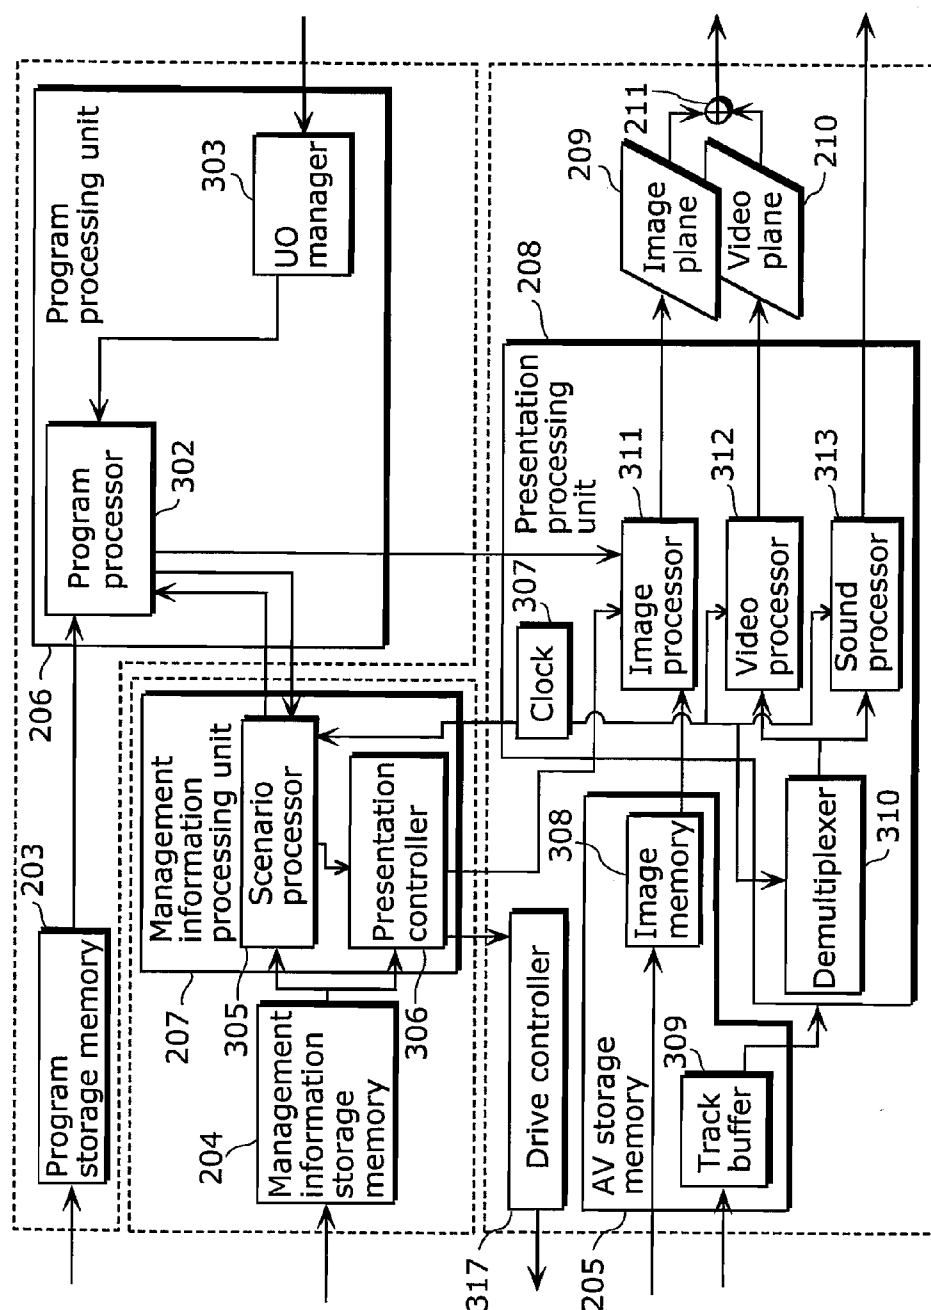 203
Program
storage memory
206
Program
processor
302
Program
processing unit
303
UO
manager
204
Management
information
storage
memory
207
Management
information
processing unit
305
Scenario
processor
Presentation
controller
306
317
Drive controller
205
AV storage
memory
308
Image
memory
309
Track
buffer
Clock
307
208
Presentation
processing
unit
Image
processor
311
Video
processor
312
Sound
processor
313
Demultiplexer
310
209
Image
plane
211
Video
plane
210